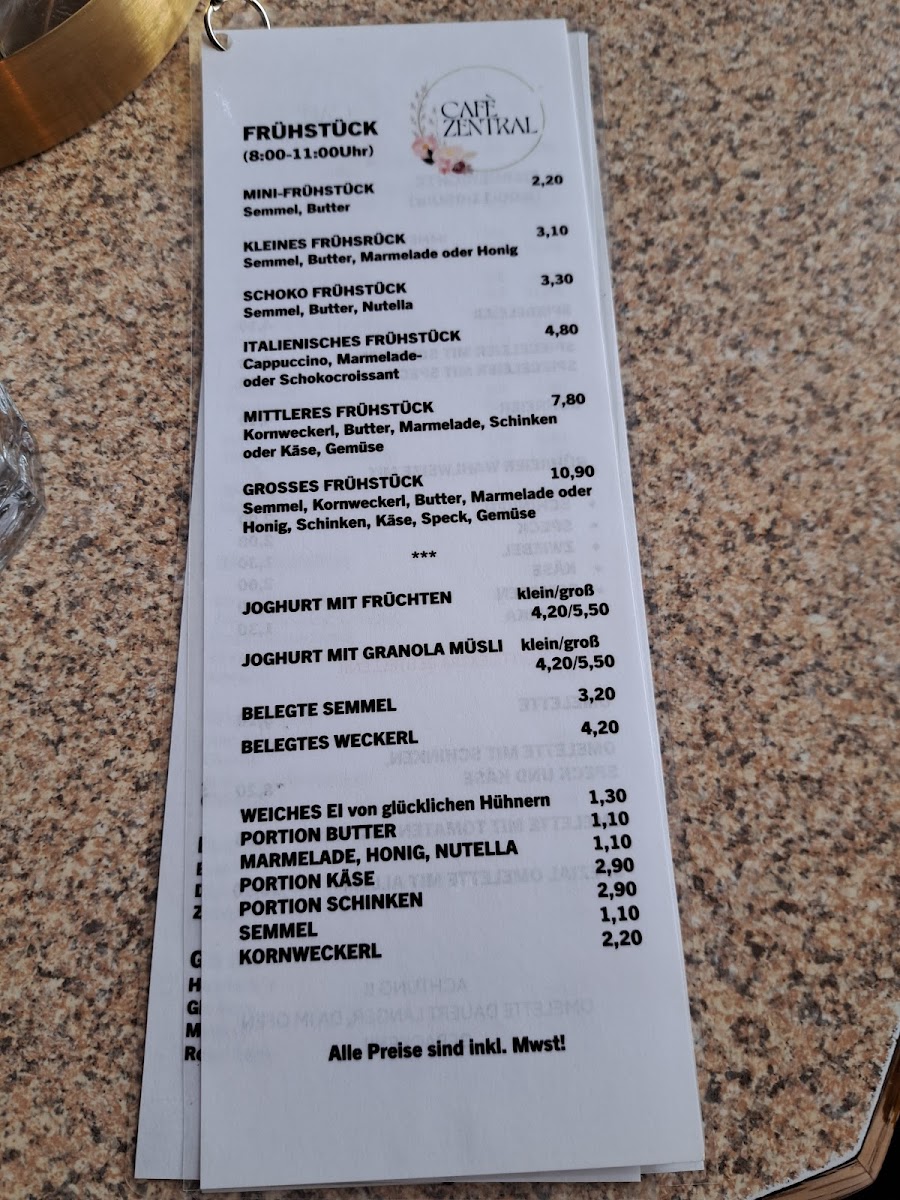 CAFÈ
ZENTRAL
FRÜHSTÜCK
(8:00-11:00Uhr)
MINI-FRÜHSTÜCK 2,20
Semmel, Butter
KLEINES FRÜHSRÜCK 3,10
Semmel, Butter, Marmelade oder Honig
SCHOKO FRÜHSTÜCK 3,30
Semmel, Butter, Nutella
ITALIENISCHES FRÜHSTÜCK 4,80
Cappuccino, Marmelade-
oder Schokocroissant
MITTLERES FRÜHSTÜCK 7,80
Kornweckerl, Butter, Marmelade, Schinken
oder Käse, Gemüse
GROSSES FRÜHSTÜCK 10,90
Semmel, Kornweckerl, Butter, Marmelade oder
Honig, Schinken, Käse, Speck, Gemüse
***
JOGHURT MIT FRÜCHTEN klein/groß
4,20/5,50
JOGHURT MIT GRANOLA MÜSLI klein/groß
4,20/5,50
BELEGTE SEMMEL 3,20
BELEGTES WECKERL 4,20
WEICHES EI von glücklichen Hühnern 1,30
PORTION BUTTER 1,10
MARMELADE, HONIG, NUTELLA 1,10
PORTION KÄSE 2,90
PORTION SCHINKEN 2,90
SEMMEL 1,10
KORNWECKERL 2,20
Alle Preise sind inkl. Mwst!